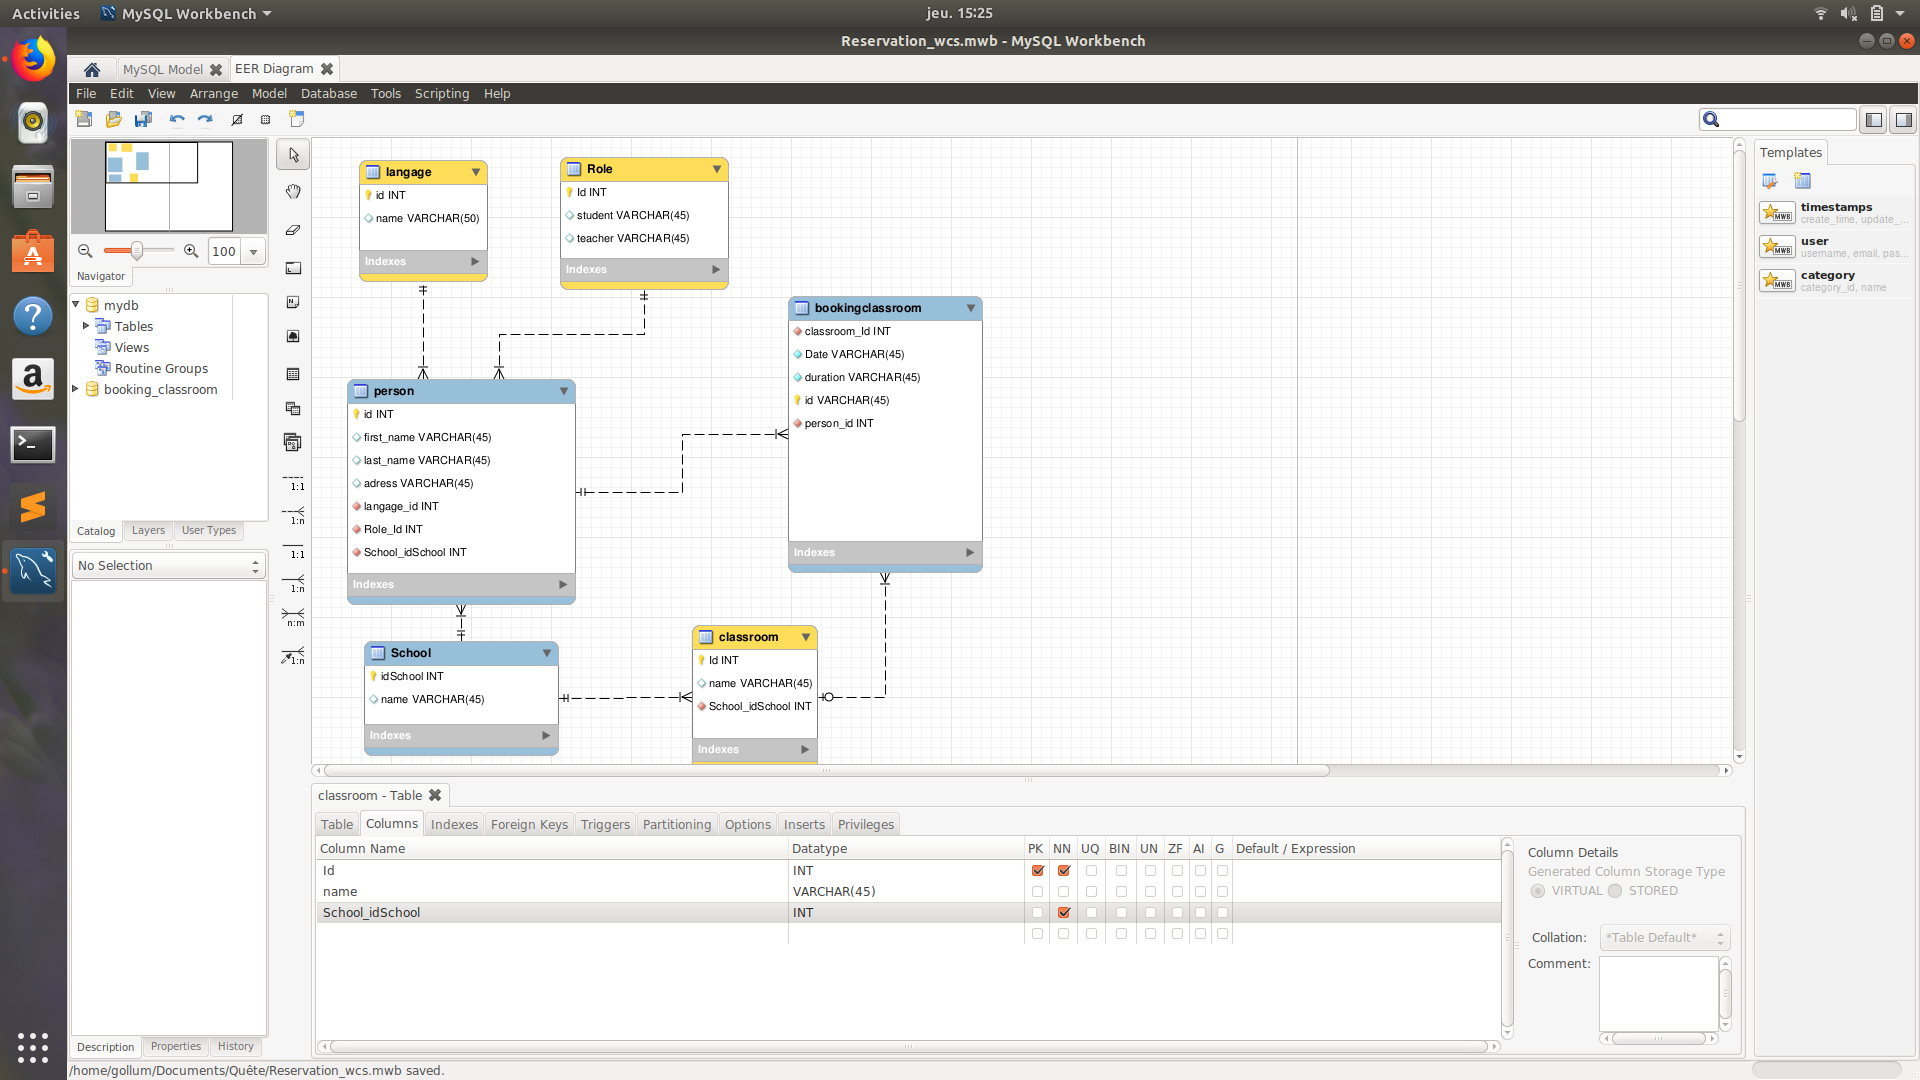 Activities
MySQL Workbench
jeu. 15:25
Reservation_wcs.mwb - MySQL Workbench
MySQL Model
EER Diagram
File Edit View Arrange Model Database Tools Scripting Help
100
Navigator
mydb
Tables
Views
Routine Groups
booking_classroom
Catalog Layers User Types
No Selection
Description Properties History
1:1
1:n
1:1
1:n
n:m
1:n
langage
id INT
name VARCHAR(50)
Indexes
Role
Id INT
student VARCHAR(45)
teacher VARCHAR(45)
Indexes
bookingclassroom
classroom_Id INT
Date VARCHAR(45)
duration VARCHAR(45)
id VARCHAR(45)
person_id INT
Indexes
person
id INT
first_name VARCHAR(45)
last_name VARCHAR(45)
adress VARCHAR(45)
langage_id INT
Role_Id INT
School_idSchool INT
Indexes
School
idSchool INT
name VARCHAR(45)
Indexes
classroom
Id INT
name VARCHAR(45)
School_idSchool INT
Indexes
Templates
timestamps
create_time, update_...
user
username, email, pas...
category
category_id, name
classroom - Table
Table Columns Indexes Foreign Keys Triggers Partitioning Options Inserts Privileges
Column Name Datatype PK NN UQ BIN UN ZF AI G Default / Expression
Id INT
name VARCHAR(45)
School_idSchool INT
Column Details
Generated Column Storage Type
VIRTUAL STORED
Collation: *Table Default*
Comment:
/home/gollum/Documents/Quête/Reservation_wcs.mwb saved.